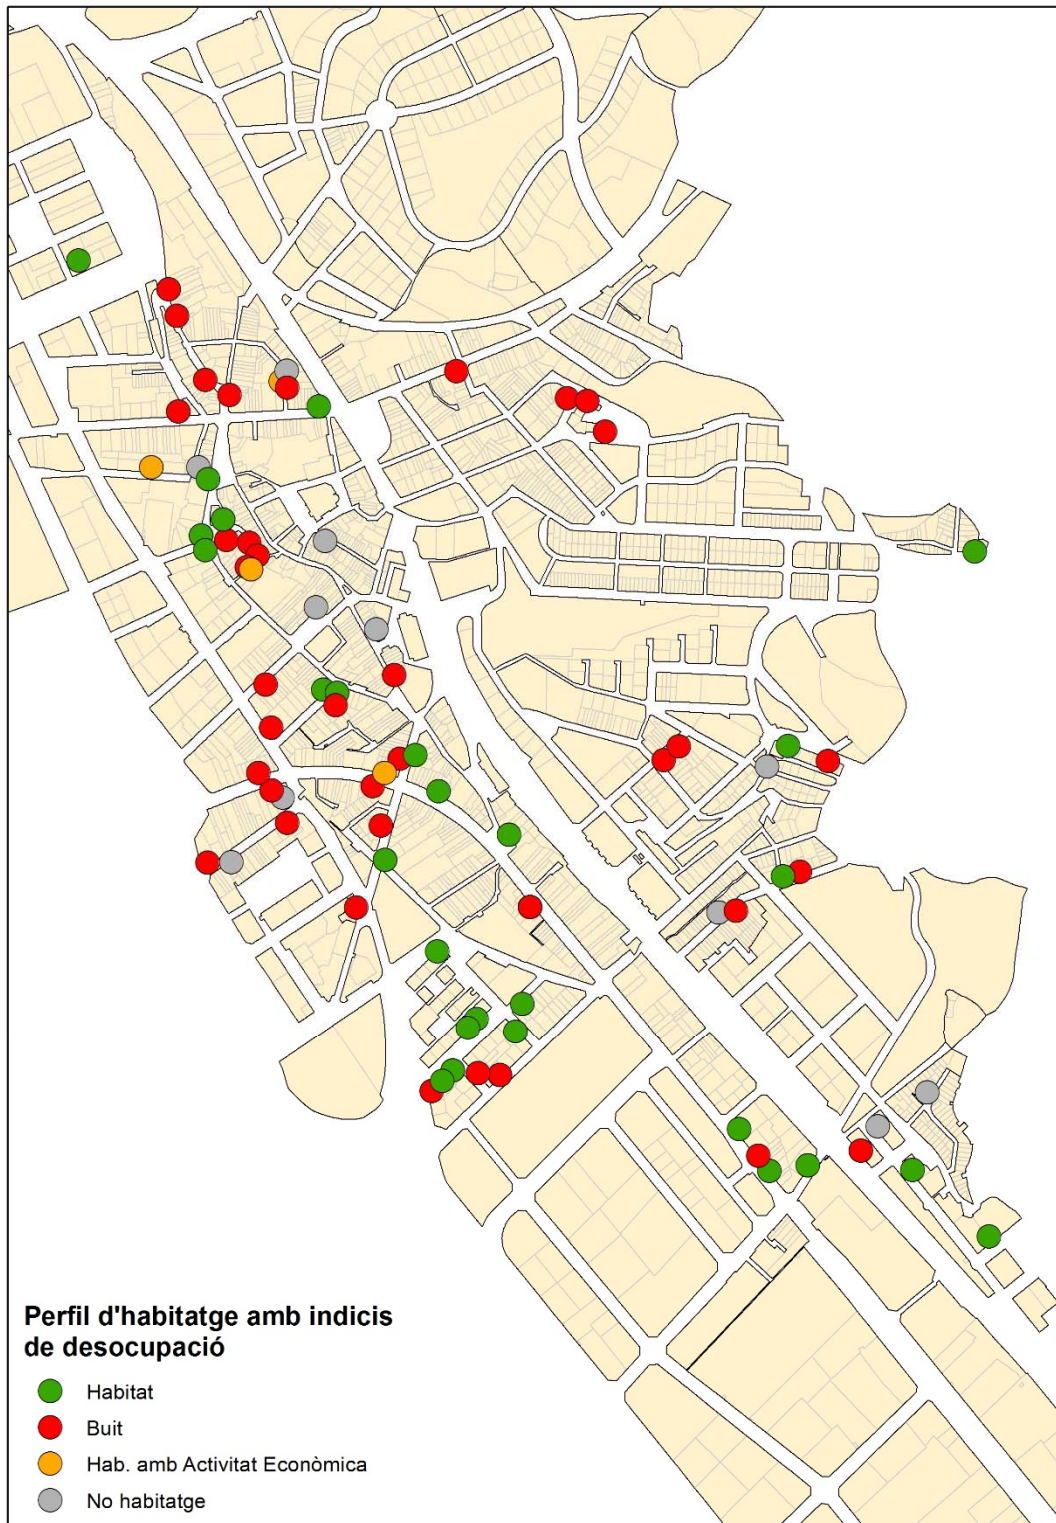 Perfil d'habitatge amb indicis
de desocupació
Habitat
Buit
Hab. amb Activitat Econòmica
No habitatge